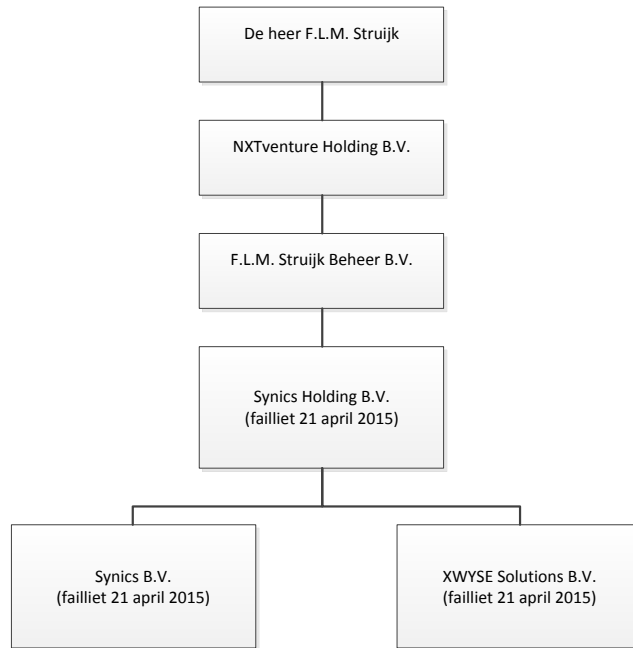 De heer F.L.M. Struijk
NXTventure Holding B.V.
F.L.M. Struijk Beheer B.V.
Synics Holding B.V.
(failliet 21 april 2015)
Synics B.V.
(failliet 21 april 2015)
XWYSE Solutions B.V.
(failliet 21 april 2015)